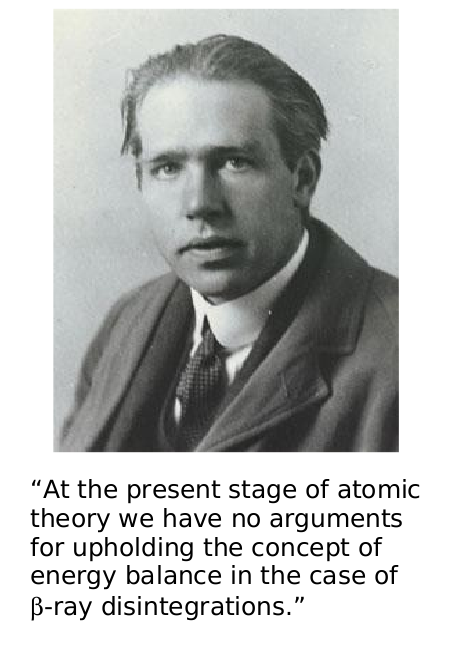 “At the present stage of atomic
theory we have no arguments
for upholding the concept of
energy balance in the case of
β-ray disintegrations.”